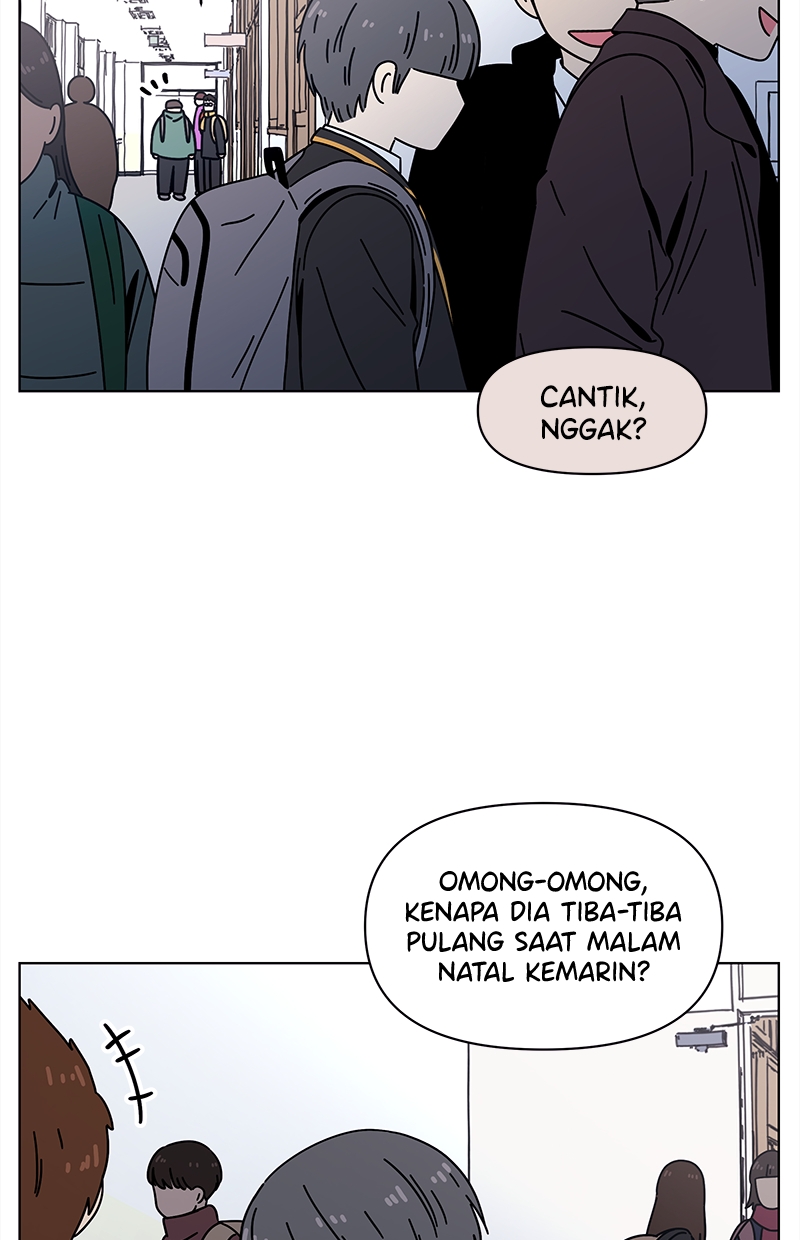 CANTIK,
NGGAK?
OMONG-OMONG,
KENAPA DIA TIBA-TIBA
PULANG SAAT MALAM
NATAL KEMARIN?